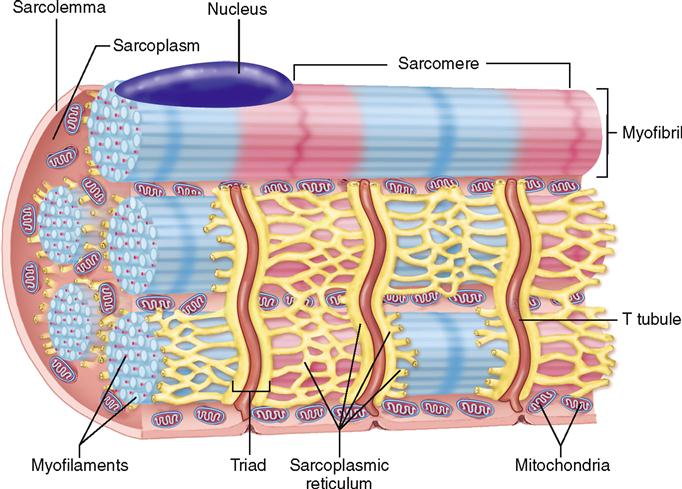 Sarcolemma
Nucleus
Sarcoplasm
Sarcomere
Myofibril
T tubule
Myofilaments
Triad
Sarcoplasmic
reticulum
Mitochondria